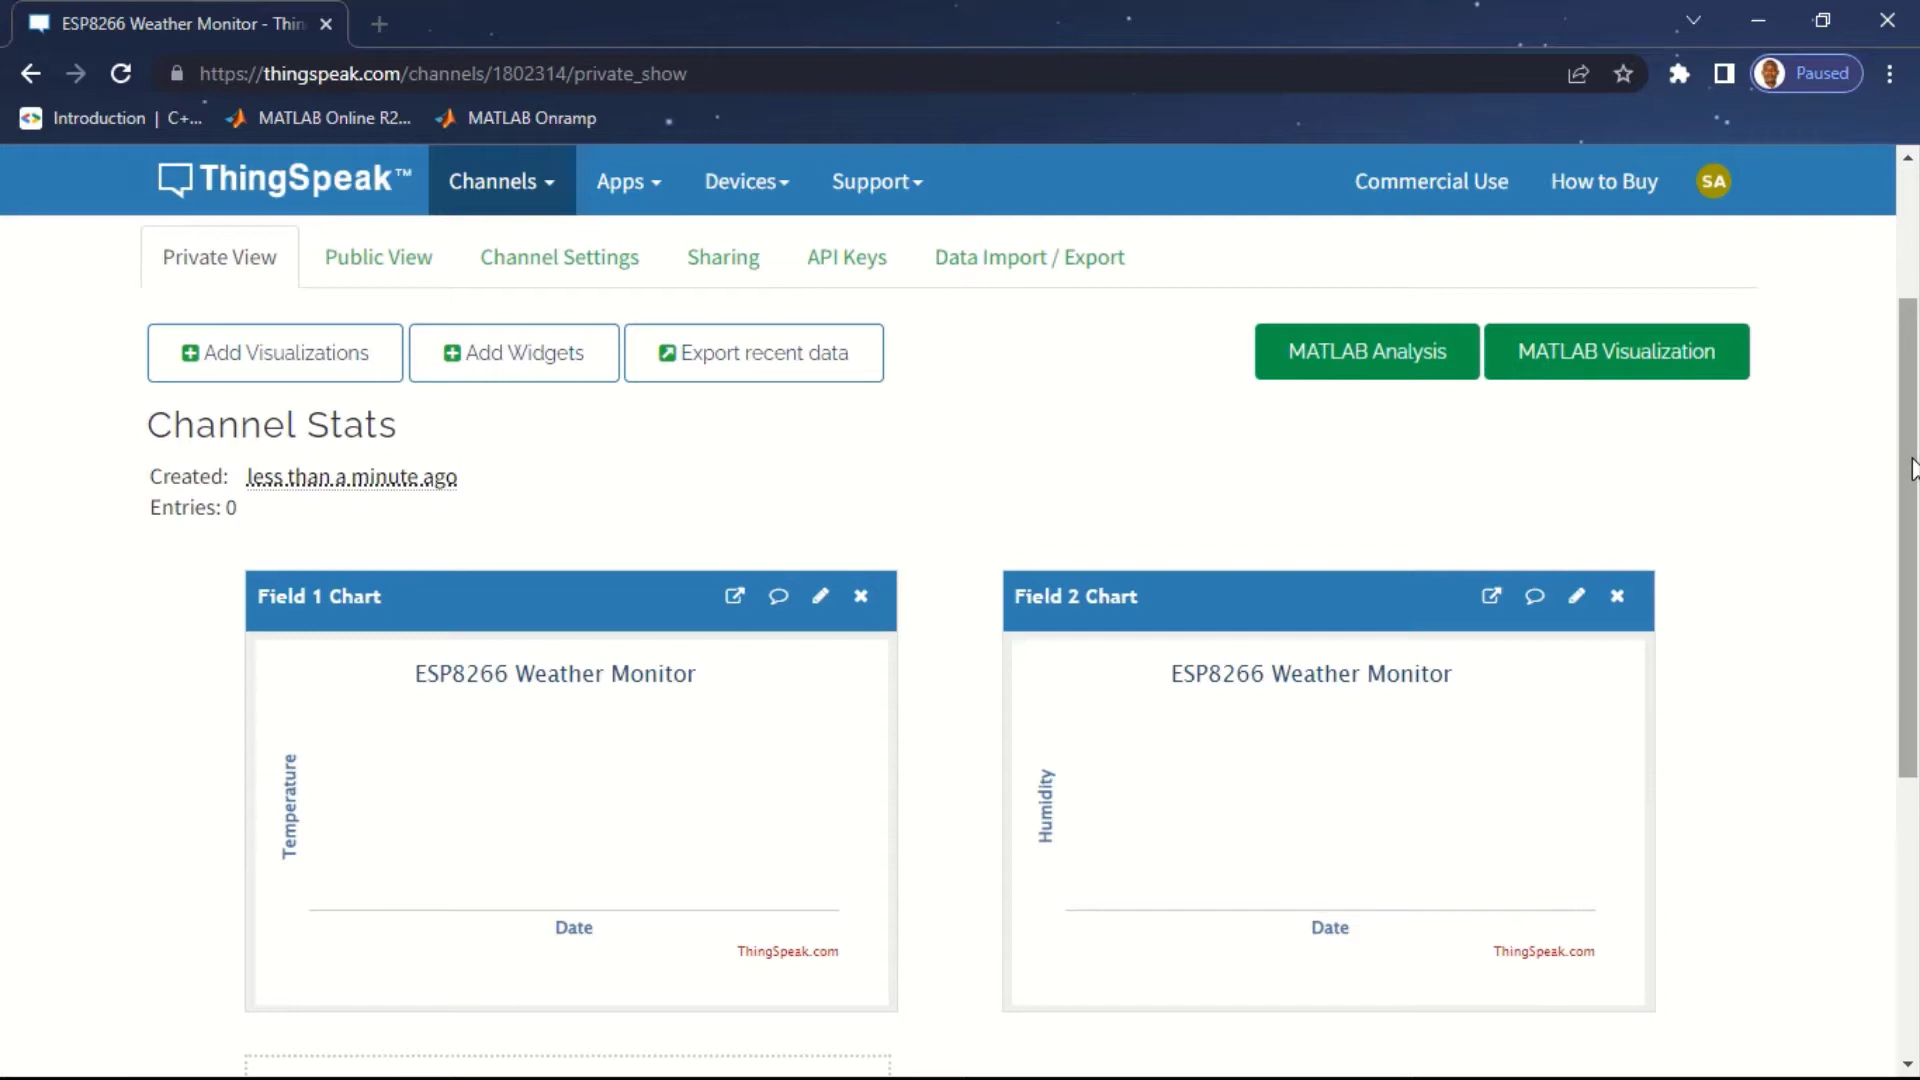 ESP8266 Weather Monitor - Thin
https://thingspeak.com/channels/1802314/private_show
Paused
Introduction | C+...
MATLAB Online R2...
MATLAB Onramp
ThingSpeak™
Channels
Apps
Devices
Support
Commercial Use
How to Buy
SA
Private View
Public View
Channel Settings
Sharing
API Keys
Data Import / Export
Add Visualizations
Add Widgets
Export recent data
MATLAB Analysis
MATLAB Visualization
Channel Stats
Created: less than a minute ago
Entries: 0
Field 1 Chart
ESP8266 Weather Monitor
Temperature
Date
ThingSpeak.com
Field 2 Chart
ESP8266 Weather Monitor
Humidity
Date
ThingSpeak.com